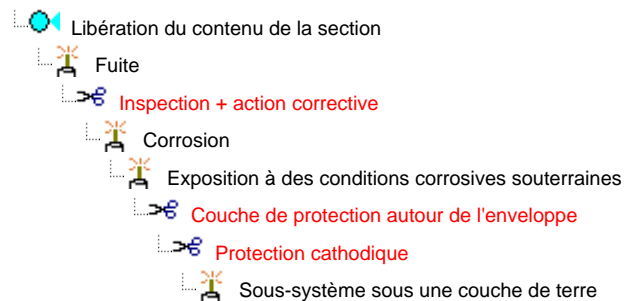 Libération du contenu de la section
Fuite
Inspection + action corrective
Corrosion
Exposition à des conditions corrosives souterraines
Couche de protection autour de l'enveloppe
Protection cathodique
Sous-système sous une couche de terre